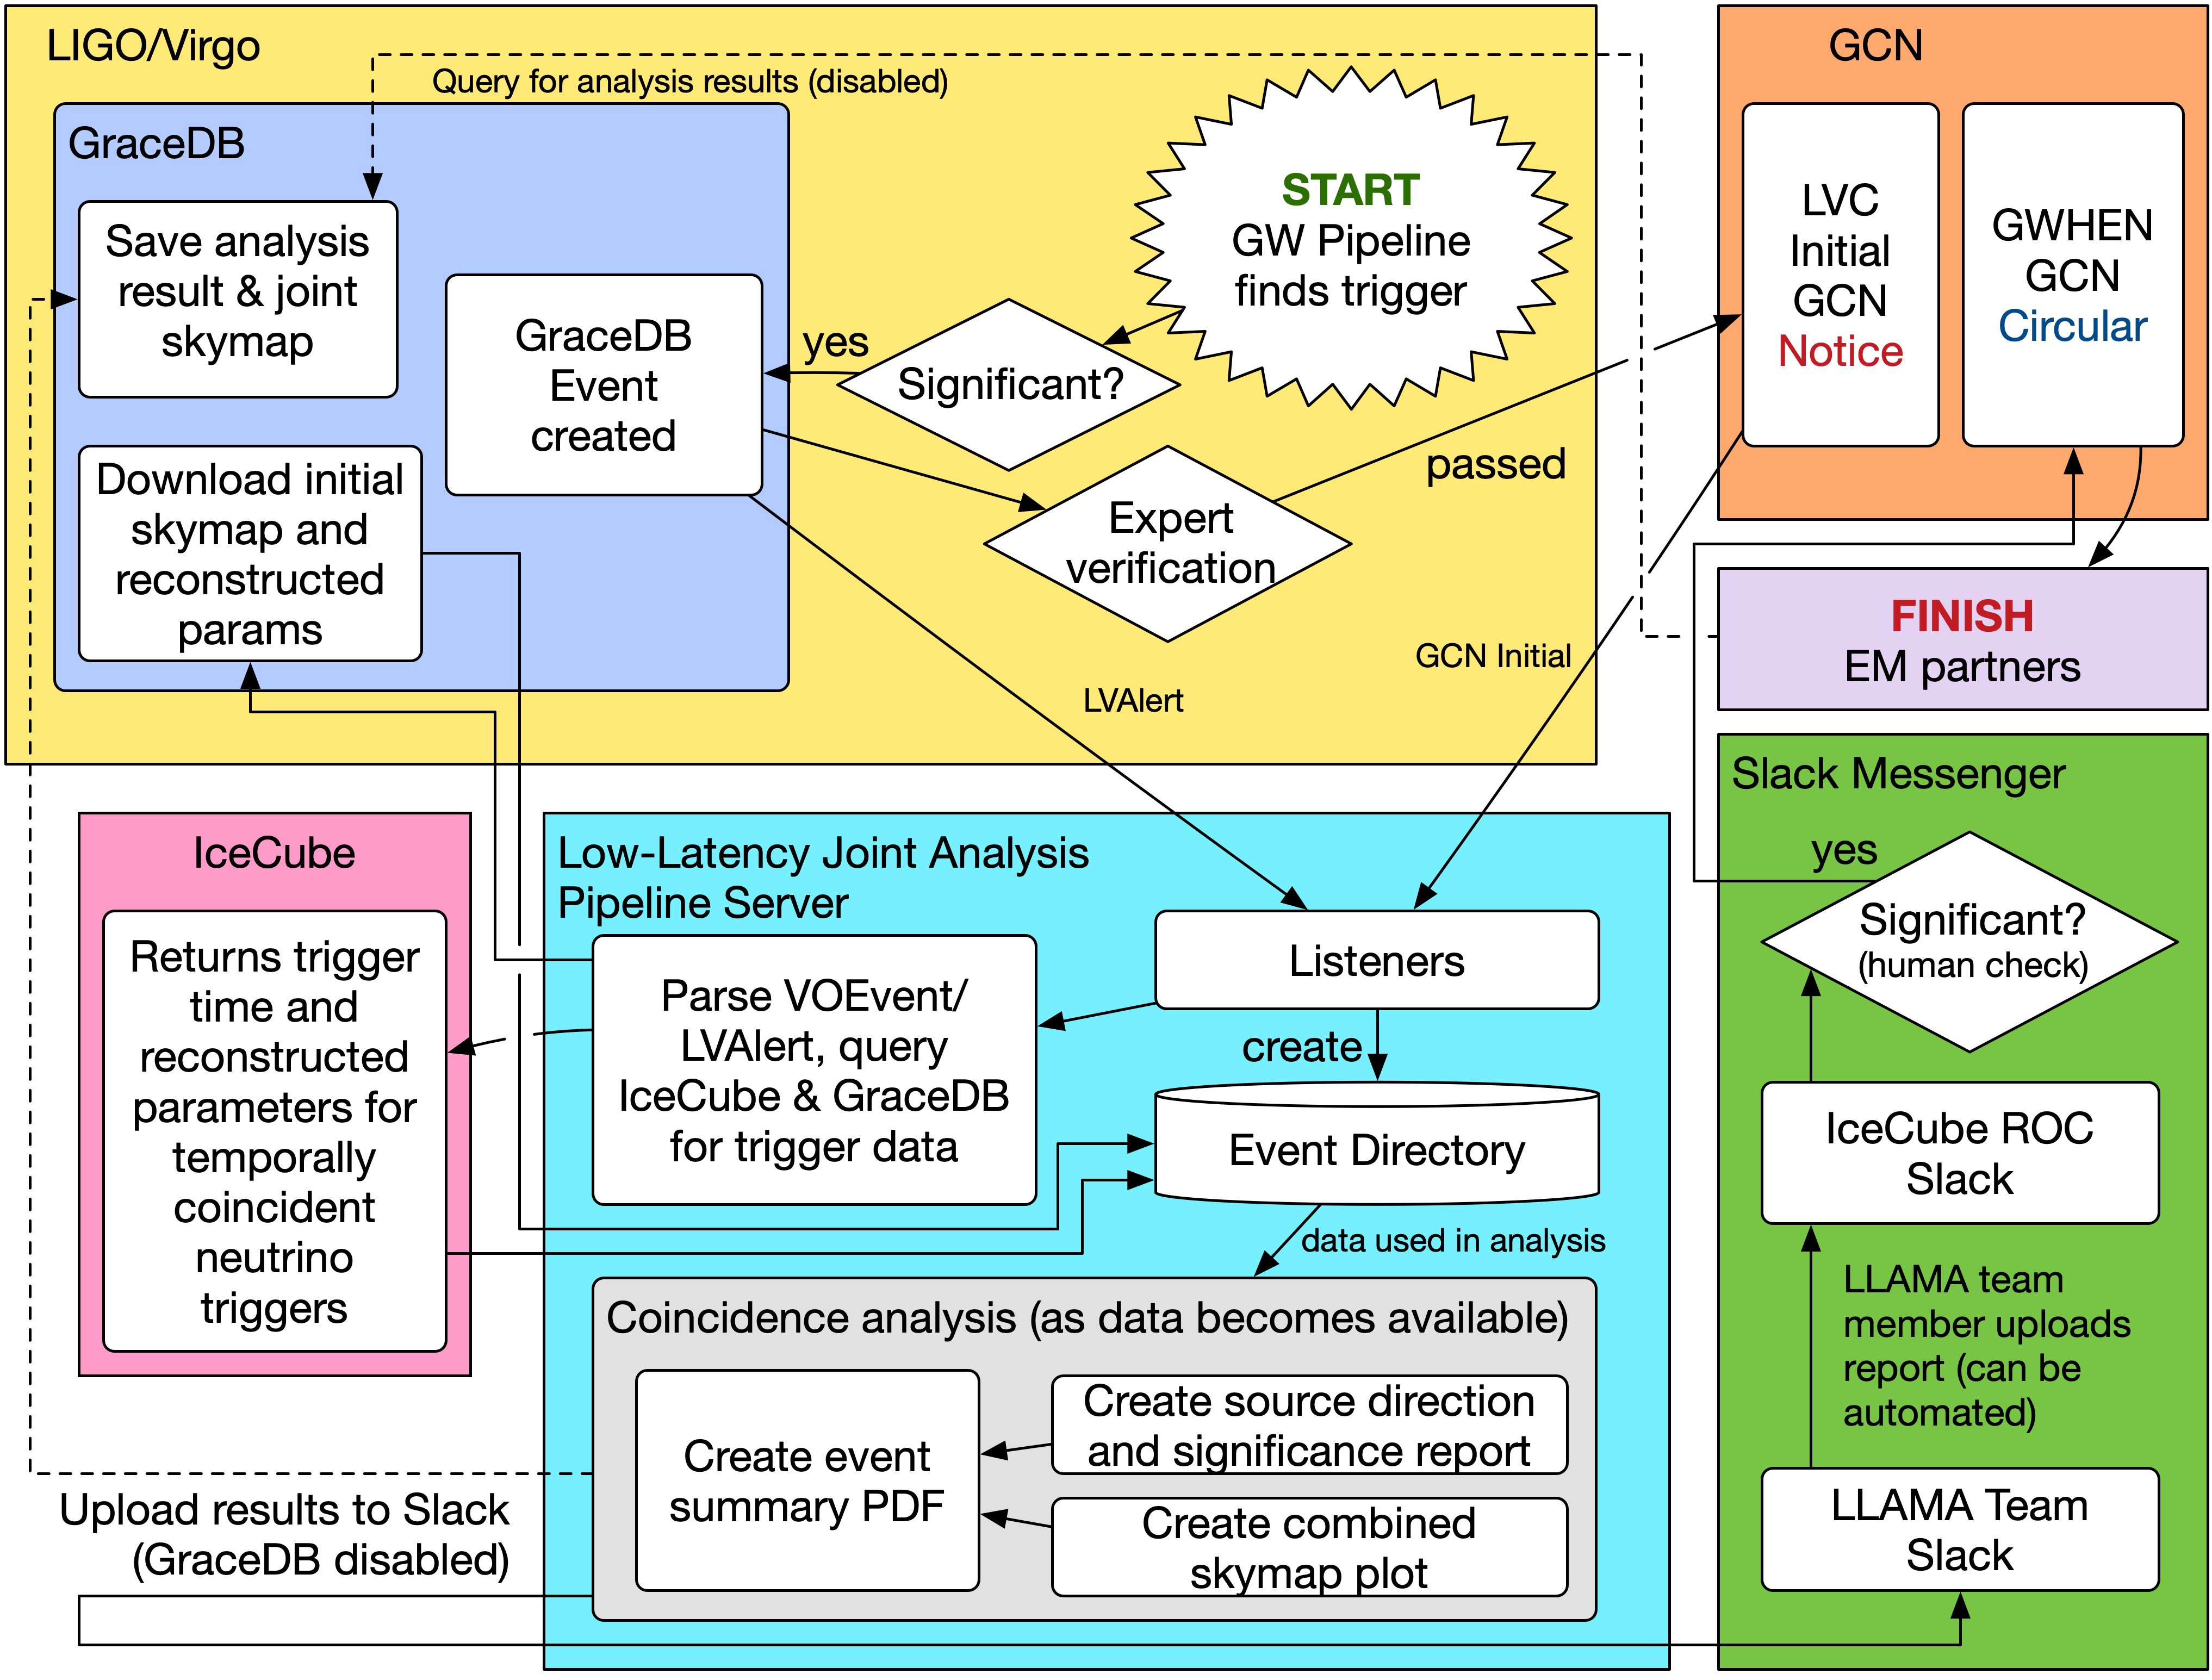 LIGO/Virgo
Query for analysis results (disabled)
GraceDB
Save analysis
result & joint
skymap
Download initial
skymap and
reconstructed
params
GraceDB
Event
created
yes
Significant?
START
GW Pipeline
finds trigger
Expert
verification
passed
LVAlert
GCN Initial
GCN
LVC
Initial
GCN
Notice
GWHEN
GCN
Circular
FINISH
EM partners
IceCube
Returns trigger
time and
reconstructed
parameters for
temporally
coincident
neutrino
triggers
Low-Latency Joint Analysis
Pipeline Server
Parse VOEvent/
LVAlert, query
IceCube & GraceDB
for trigger data
Listeners
create
Event Directory
data used in analysis
Coincidence analysis (as data becomes available)
Create event
summary PDF
Create source direction
and significance report
Create combined
skymap plot
Upload results to Slack
(GraceDB disabled)
Slack Messenger
yes
Significant?
(human check)
IceCube ROC
Slack
LLAMA team
member uploads
report (can be
automated)
LLAMA Team
Slack